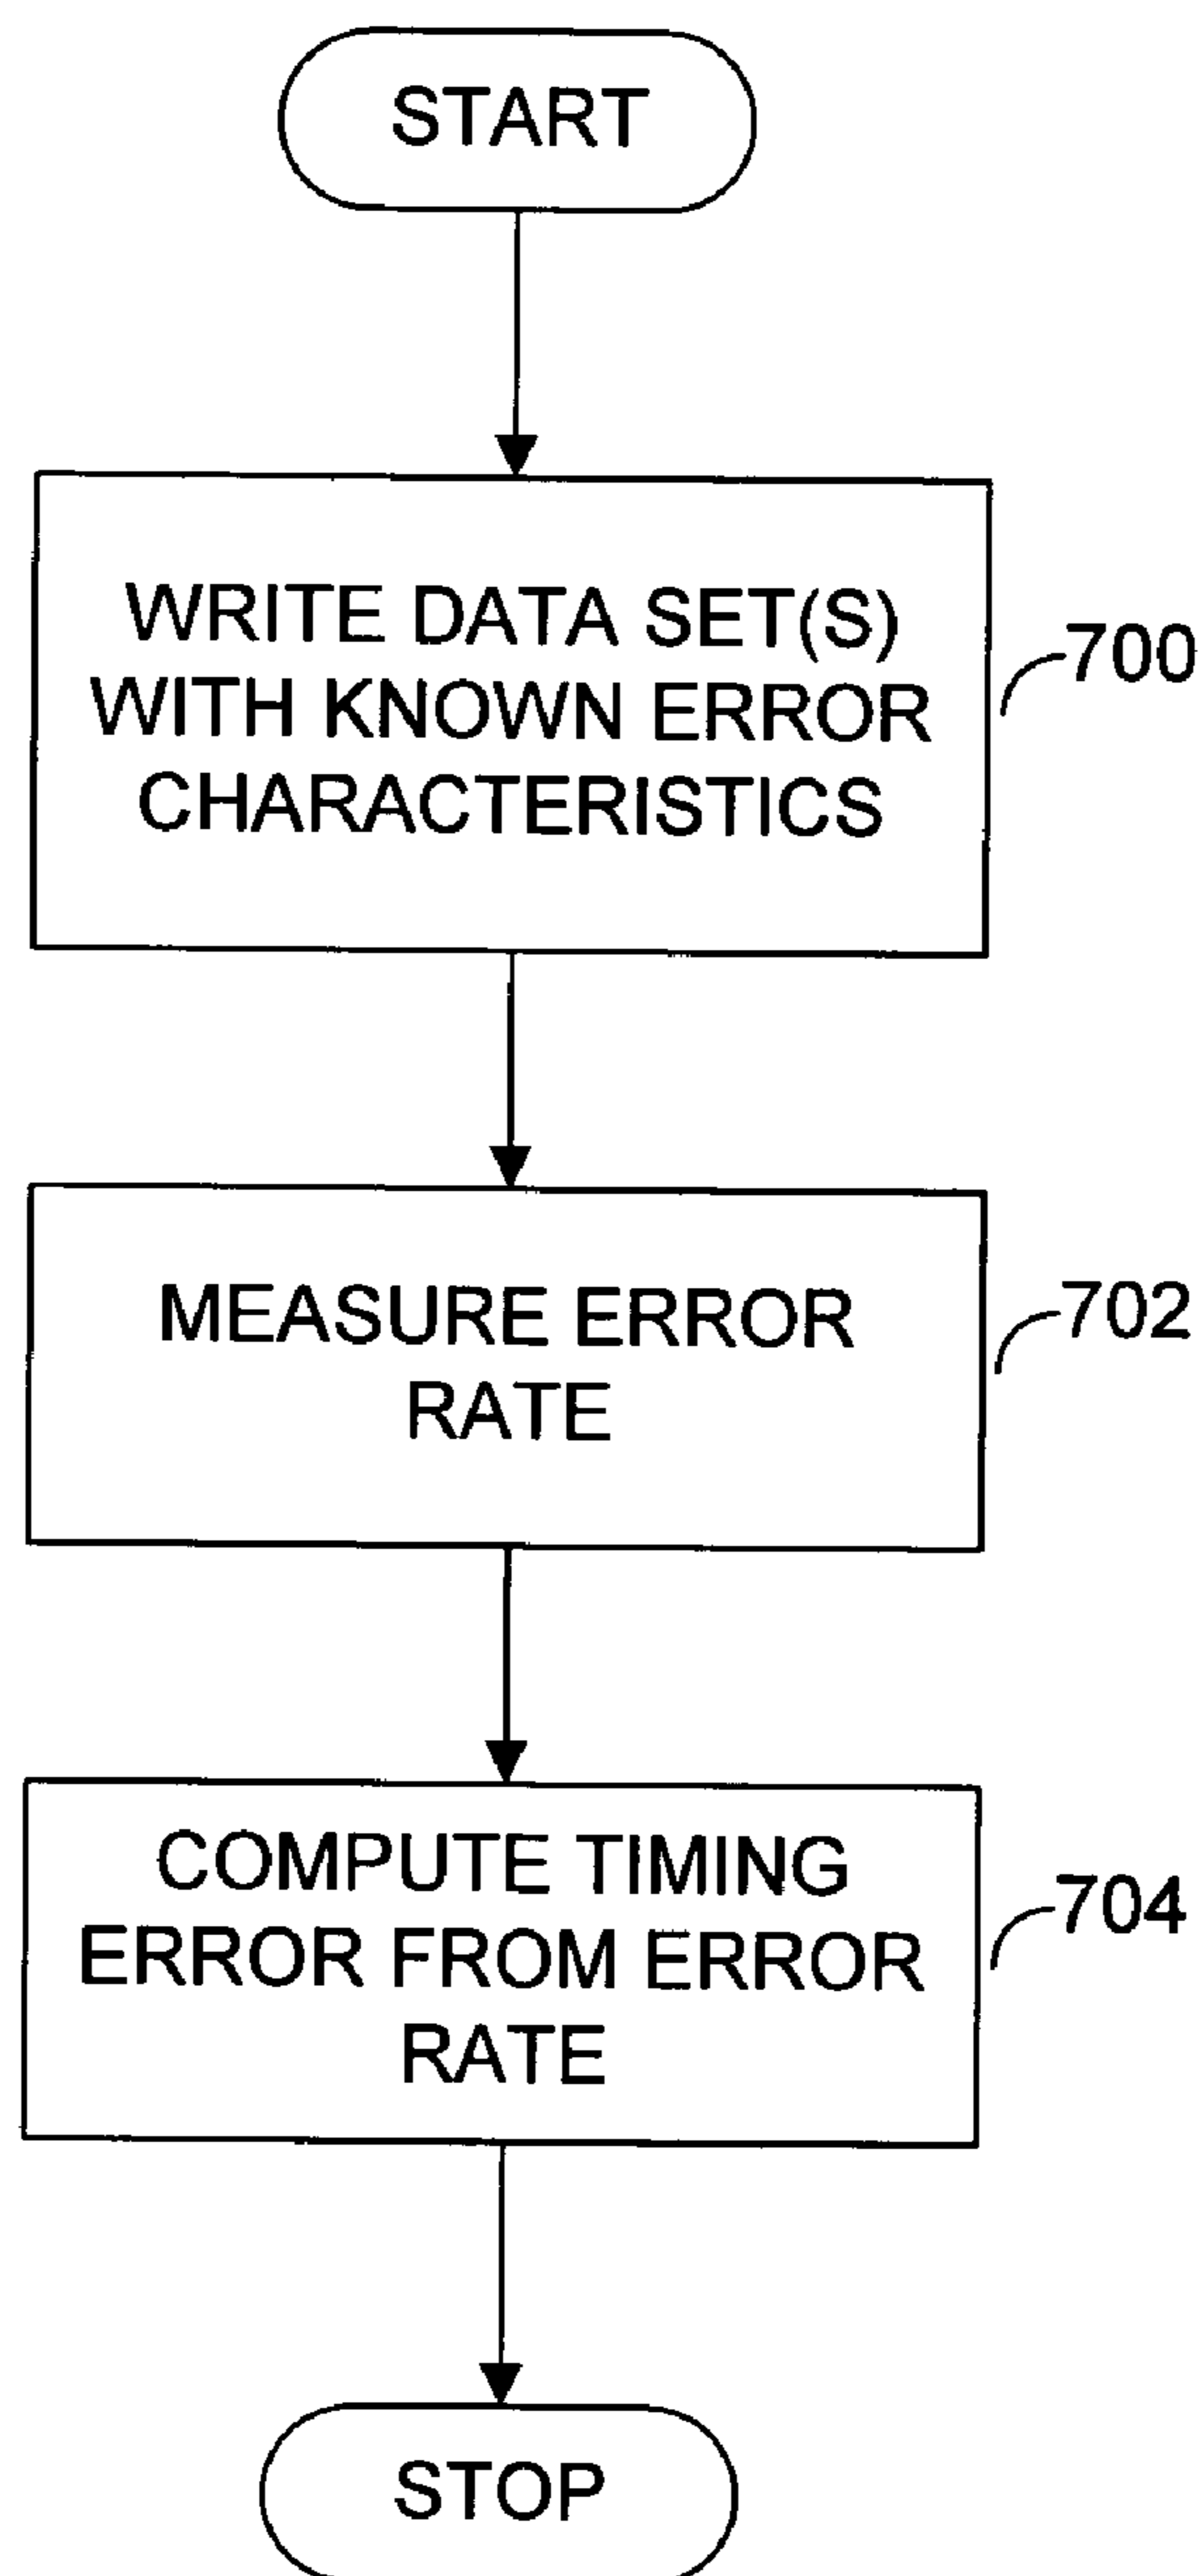 START
WRITE DATA SET(S)
WITH KNOWN ERROR
CHARACTERISTICS
700
MEASURE ERROR
RATE
702
COMPUTE TIMING
ERROR FROM ERROR
RATE
704
STOP